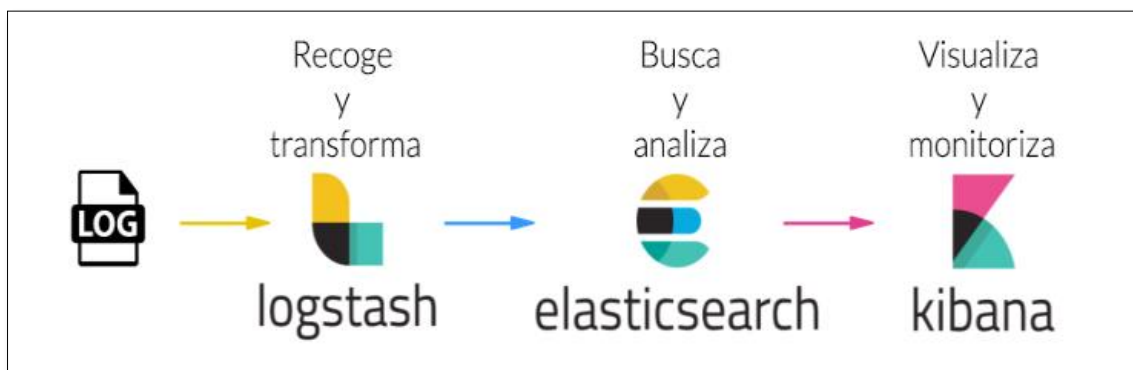 Recoge
y
transforma
Busca
y
analiza
Visualiza
y
monitoriza
LOG
logstash
elasticsearch
kibana